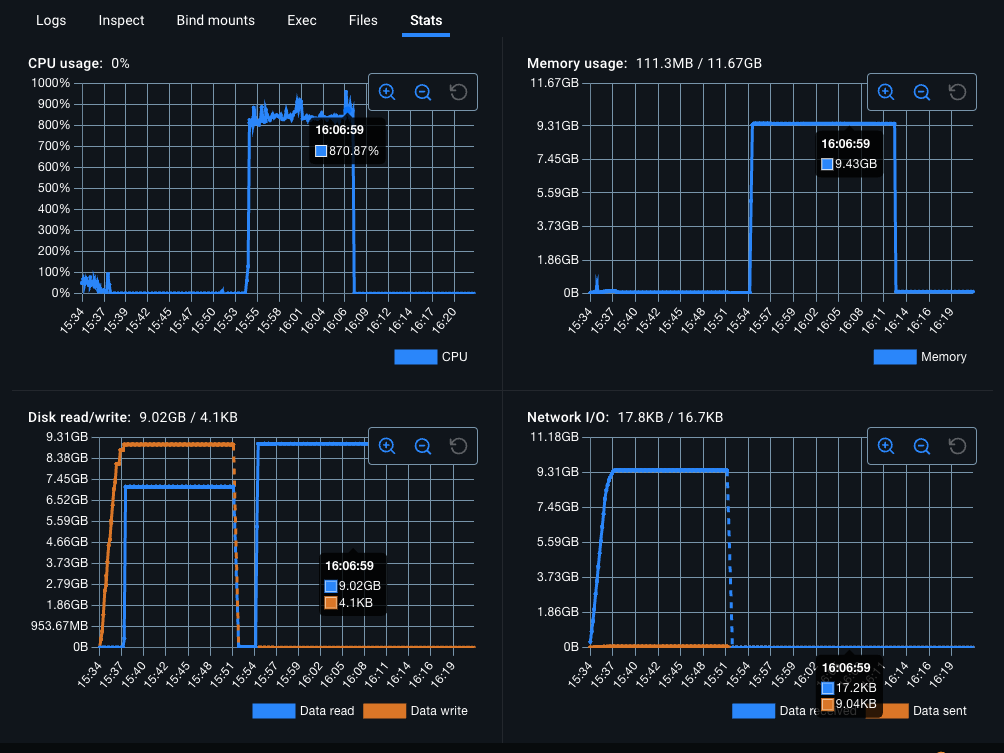 Logs Inspect Bind mounts Exec Files Stats
CPU usage: 0%
1000%
900%
800%
700%
600%
500%
400%
300%
200%
100%
0%
16:06:59
870.87%
15:34 15:37 15:39 15:42 15:45 15:47 15:50 15:53 15:55 15:58 16:01 16:04 16:06 16:09 16:12 16:14 16:17 16:20
CPU
Memory usage: 111.3MB / 11.67GB
11.67GB
9.31GB
7.45GB
5.59GB
3.73GB
1.86GB
0B
16:06:59
9.43GB
15:34 15:37 15:40 15:42 15:45 15:48 15:51 15:54 15:57 15:59 16:02 16:05 16:08 16:11 16:14 16:16 16:19
Memory
Disk read/write: 9.02GB / 4.1KB
9.31GB
8.38GB
7.45GB
6.52GB
5.59GB
4.66GB
3.73GB
2.79GB
1.86GB
953.67MB
0B
16:06:59
9.02GB
4.1KB
15:34 15:37 15:40 15:42 15:45 15:48 15:51 15:54 15:57 15:59 16:02 16:05 16:08 16:11 16:14 16:16 16:19
Data read Data write
Network I/O: 17.8KB / 16.7KB
11.18GB
9.31GB
7.45GB
5.59GB
3.73GB
1.86GB
0B
15:34 15:37 15:40 15:42 15:45 15:48 15:51 15:54 15:57 15:59 16:02 16:14 16:16 16:19
16:06:59
17.2KB
9.04KB
Data received Data sent